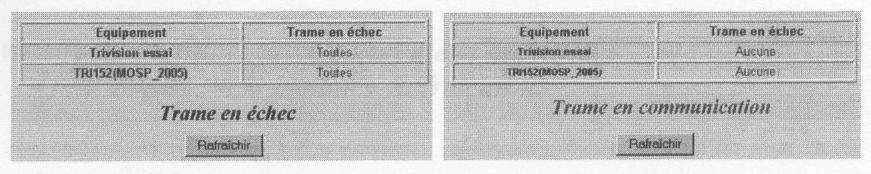 Equipement Trame en échec
Trivision essai Toutes
TRI152(MOSP_2005) Toutes
Trame en échec
Rafraîchir
Equipement Trame en échec
Trivision essai Aucune
TRI152(MOSP_2005) Aucune
Trame en communication
Rafraîchir